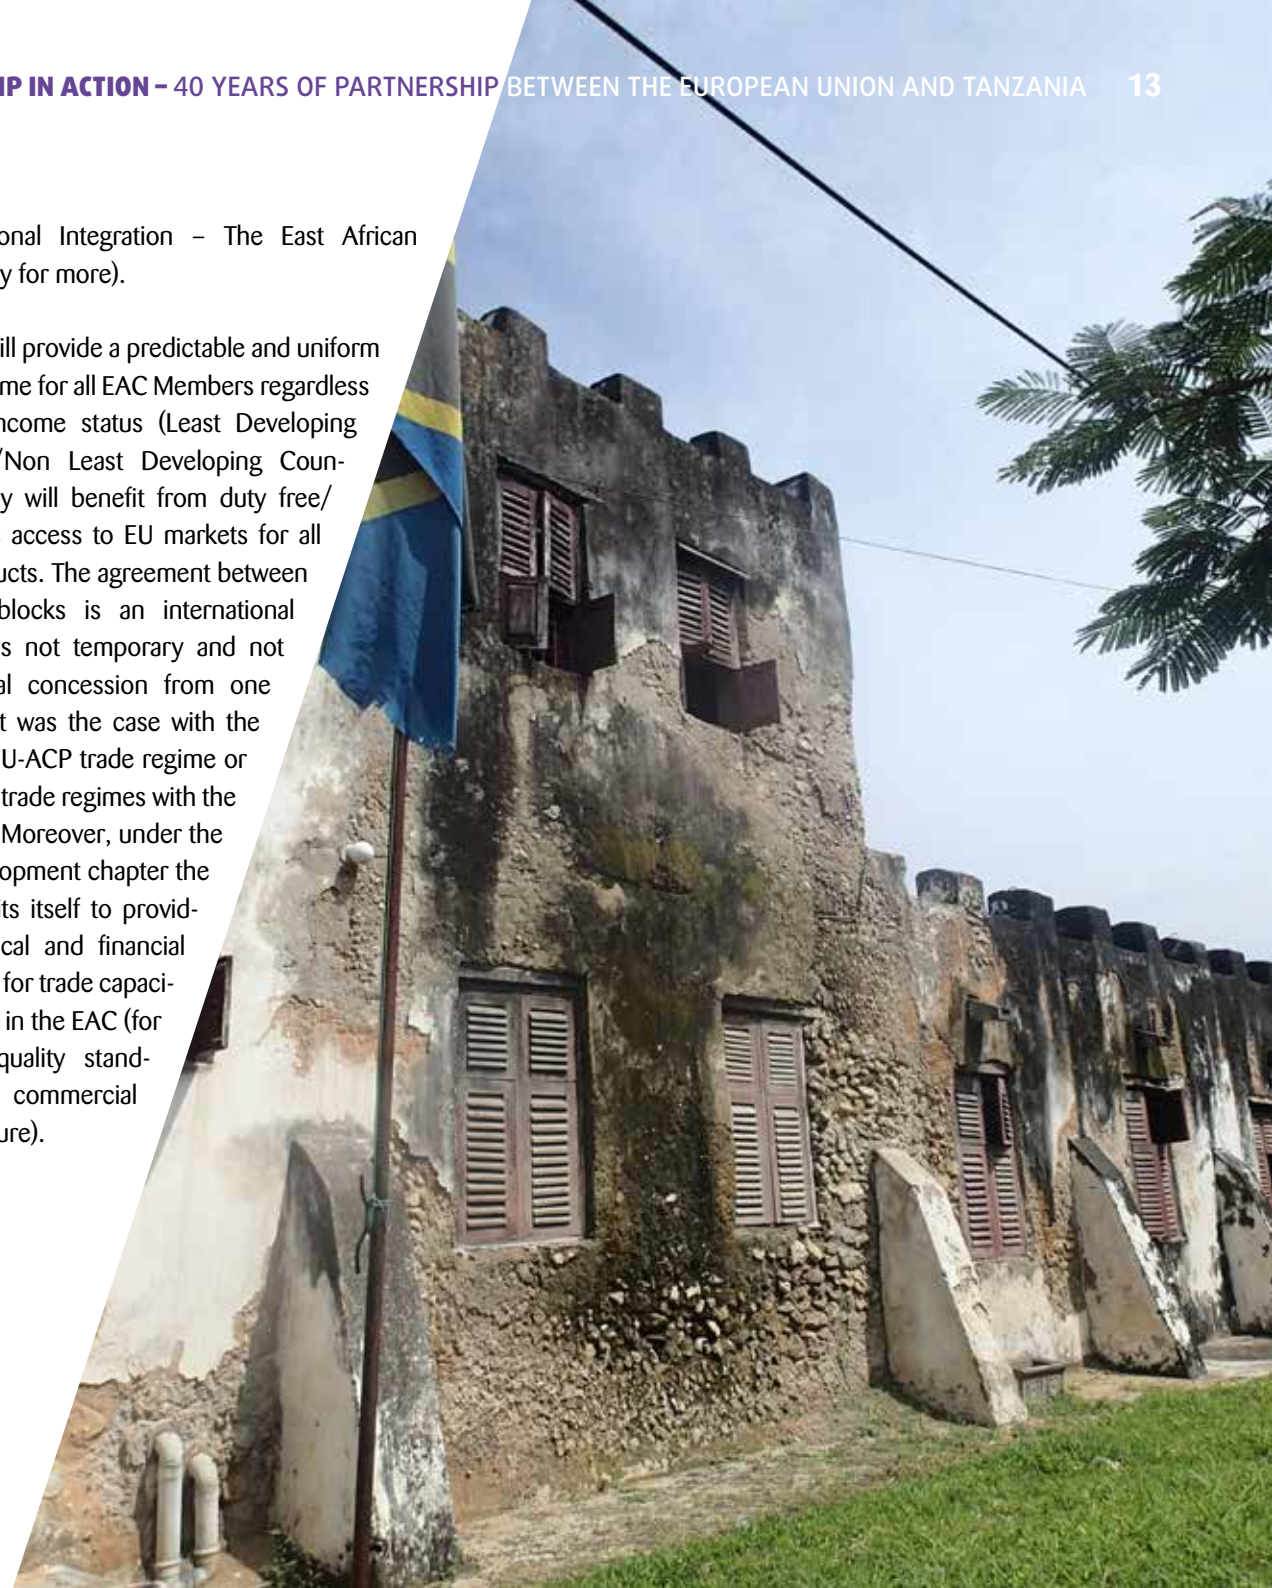 IP IN ACTION – 40 YEARS OF PARTNERSHIP BETWEEN THE EUROPEAN UNION AND TANZANIA 13
onal Integration – The East African
y for more).
ill provide a predictable and uniform
me for all EAC Members regardless
ncome status (Least Developing
/Non Least Developing Coun-
y will benefit from duty free/
access to EU markets for all
ucts. The agreement between
blocks is an international
s not temporary and not
al concession from one
t was the case with the
U-ACP trade regime or
trade regimes with the
Moreover, under the
opment chapter the
its itself to provid-
cal and financial
for trade capaci-
in the EAC (for
quality stand-
commercial
ure).